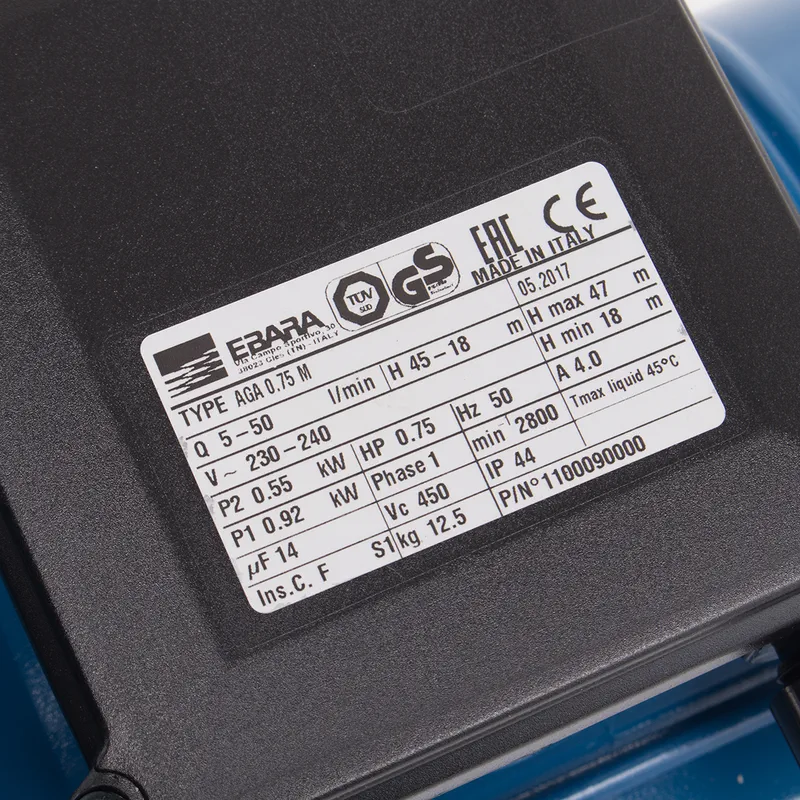 EBARA
Via Campo Sportivo, 30
38023 Cles (TN) - ITALY
TÜV SÜD
GS
EAC CE
MADE IN ITALY
TYPE AGA 0.75 M 05.2017
Q 5-50 l/min H 45-18 m H max 47 m
V~ 230-240 Hz 50 H min 18 m
P2 0.55 kW HP 0.75 min-1 2800 A 4.0
P1 0.92 kW Phase 1 IP 44 Tmax liquid 45°C
µF 14 Vc 450 P/N°1180090000
Ins.C. F S1 kg 12.5